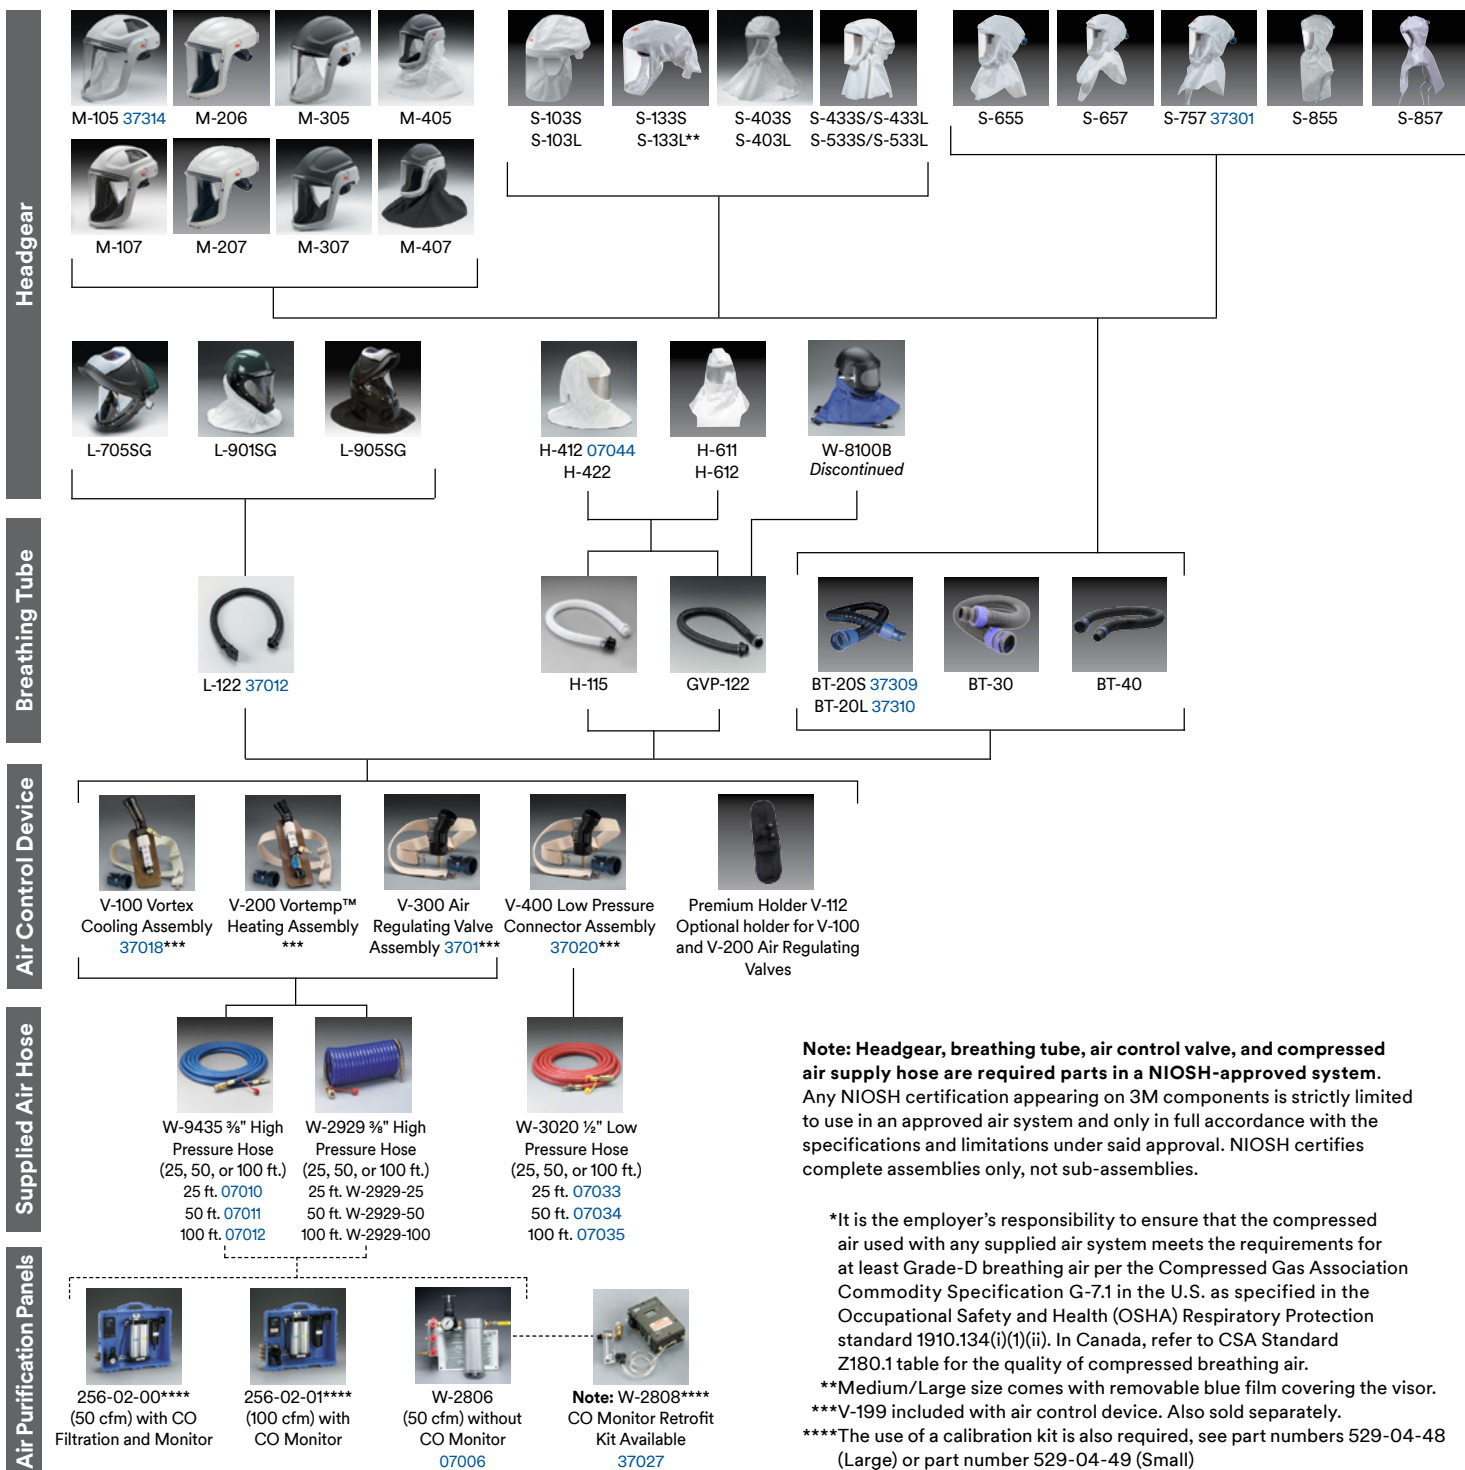 Headgear
M-105 37314
M-206
M-305
M-405
S-103S
S-103L
S-133S
S-133L**
S-403S
S-403L
S-433S/S-433L
S-533S/S-533L
S-655
S-657
S-757 37301
S-855
S-857
M-107
M-207
M-307
M-407
L-705SG
L-901SG
L-905SG
H-412 07044
H-422
H-611
H-612
W-8100B
Discontinued
Breathing Tube
L-122 37012
H-115
GVP-122
BT-20S 37309
BT-20L 37310
BT-30
BT-40
Air Control Device
V-100 Vortex
Cooling Assembly
37018***
V-200 Vortemp™
Heating Assembly
***
V-300 Air
Regulating Valve
Assembly 3701***
V-400 Low Pressure
Connector Assembly
37020***
Premium Holder V-112
Optional holder for V-100
and V-200 Air Regulating
Valves
Supplied Air Hose
W-9435 ⅜" High
Pressure Hose
(25, 50, or 100 ft.)
25 ft. 07010
50 ft. 07011
100 ft. 07012
W-2929 ⅜" High
Pressure Hose
(25, 50, or 100 ft.)
25 ft. W-2929-25
50 ft. W-2929-50
100 ft. W-2929-100
W-3020 ½" Low
Pressure Hose
(25, 50, or 100 ft.)
25 ft. 07033
50 ft. 07034
100 ft. 07035
Air Purification Panels
256-02-00****
(50 cfm) with CO
Filtration and Monitor
256-02-01****
(100 cfm) with
CO Monitor
W-2806
(50 cfm) without
CO Monitor
07006
Note: W-2808****
CO Monitor Retrofit
Kit Available
37027
Note: Headgear, breathing tube, air control valve, and compressed
air supply hose are required parts in a NIOSH-approved system.
Any NIOSH certification appearing on 3M components is strictly limited
to use in an approved air system and only in full accordance with the
specifications and limitations under said approval. NIOSH certifies
complete assemblies only, not sub-assemblies.
*It is the employer's responsibility to ensure that the compressed
air used with any supplied air system meets the requirements for
at least Grade-D breathing air per the Compressed Gas Association
Commodity Specification G-7.1 in the U.S. as specified in the
Occupational Safety and Health (OSHA) Respiratory Protection
standard 1910.134(i)(1)(ii). In Canada, refer to CSA Standard
Z180.1 table for the quality of compressed breathing air.
**Medium/Large size comes with removable blue film covering the visor.
***V-199 included with air control device. Also sold separately.
****The use of a calibration kit is also required, see part numbers 529-04-48
(Large) or part number 529-04-49 (Small)